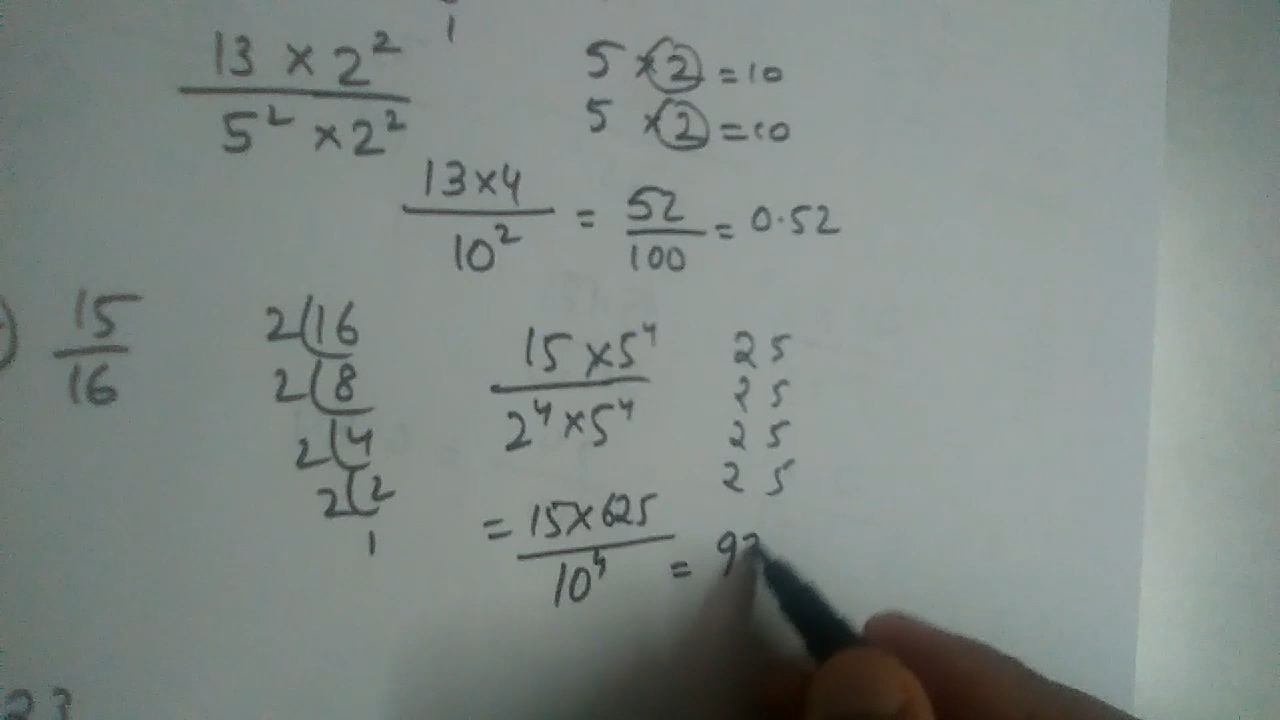 1
13 × 2² 5 × 2 = 10
5² × 2² 5 × 2 = 10
13 × 4 = 52 = 0.52
10² 100
) 15
16
2 16
2 8
2 4
2 2
1
15 × 5⁴
2⁴ × 5⁴
2 5
2 5
2 5
2 5
= 15 × 625 = 93
10⁴
23